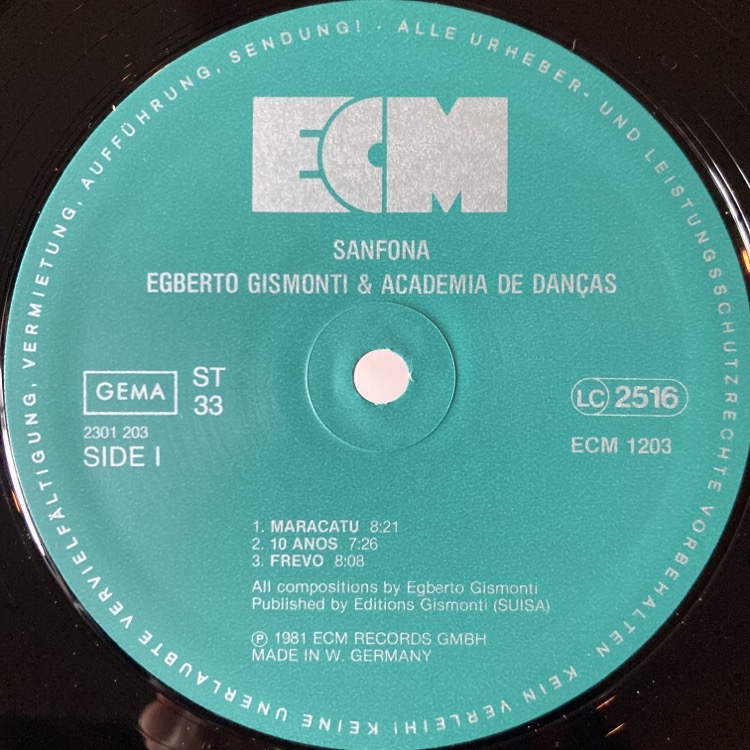 ECM
SANFONA
EGBERTO GISMONTI & ACADEMIA DE DANÇAS
GEMA
ST
33
2301 203
SIDE I
LC 2516
ECM 1203
1. MARACATU 8:21
2. 10 ANOS 7:26
3. FREVO 8:08
All compositions by Egberto Gismonti
Published by Editions Gismonti (SUISA)
℗ 1981 ECM RECORDS GMBH
MADE IN W. GERMANY
ALLE URHEBER- UND LEISTUNGSSCHUTZRECHTE VORBEHALTEN · KEIN VERLEIH! KEINE UNERLAUBTE VERVIELFÄLTIGUNG, VERMIETUNG, AUFFÜHRUNG, SENDUNG! ·